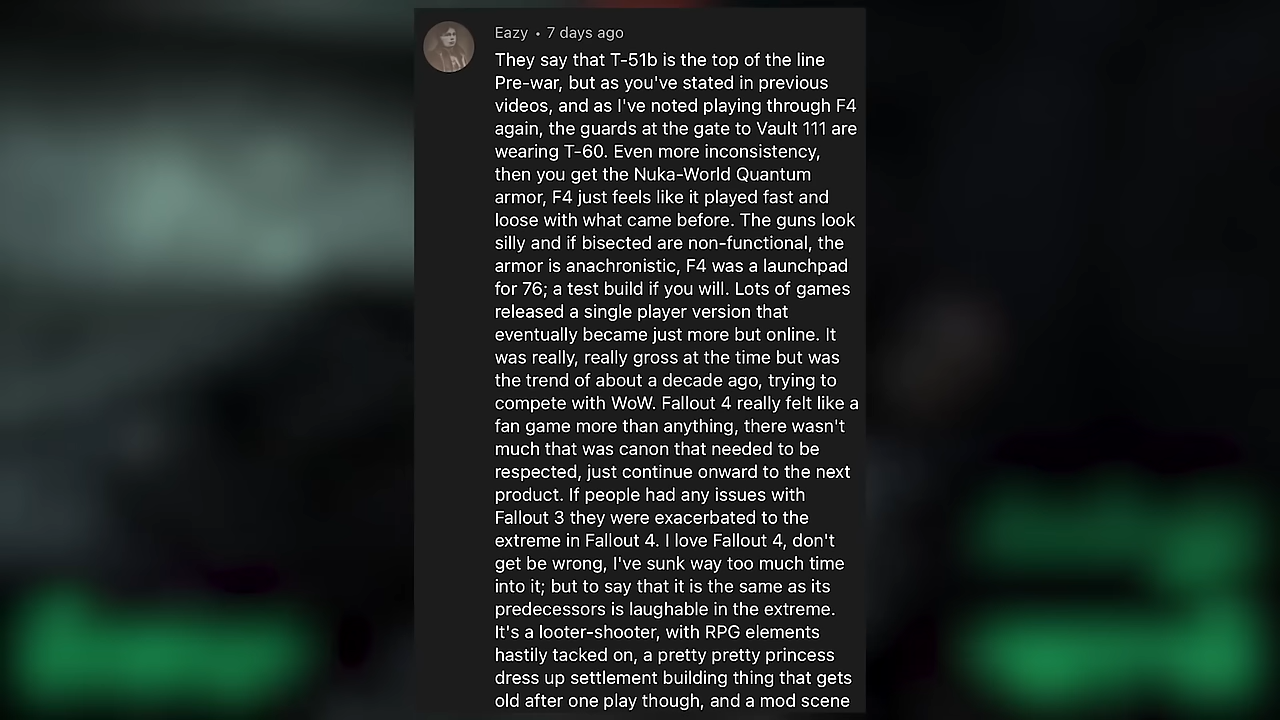 Eazy • 7 days ago
They say that T-51b is the top of the line
Pre-war, but as you've stated in previous
videos, and as I've noted playing through F4
again, the guards at the gate to Vault 111 are
wearing T-60. Even more inconsistency,
then you get the Nuka-World Quantum
armor, F4 just feels like it played fast and
loose with what came before. The guns look
silly and if bisected are non-functional, the
armor is anachronistic, F4 was a launchpad
for 76; a test build if you will. Lots of games
released a single player version that
eventually became just more but online. It
was really, really gross at the time but was
the trend of about a decade ago, trying to
compete with WoW. Fallout 4 really felt like a
fan game more than anything, there wasn't
much that was canon that needed to be
respected, just continue onward to the next
product. If people had any issues with
Fallout 3 they were exacerbated to the
extreme in Fallout 4. I love Fallout 4, don't
get be wrong, I've sunk way too much time
into it; but to say that it is the same as its
predecessors is laughable in the extreme.
It's a looter-shooter, with RPG elements
hastily tacked on, a pretty pretty princess
dress up settlement building thing that gets
old after one play though, and a mod scene